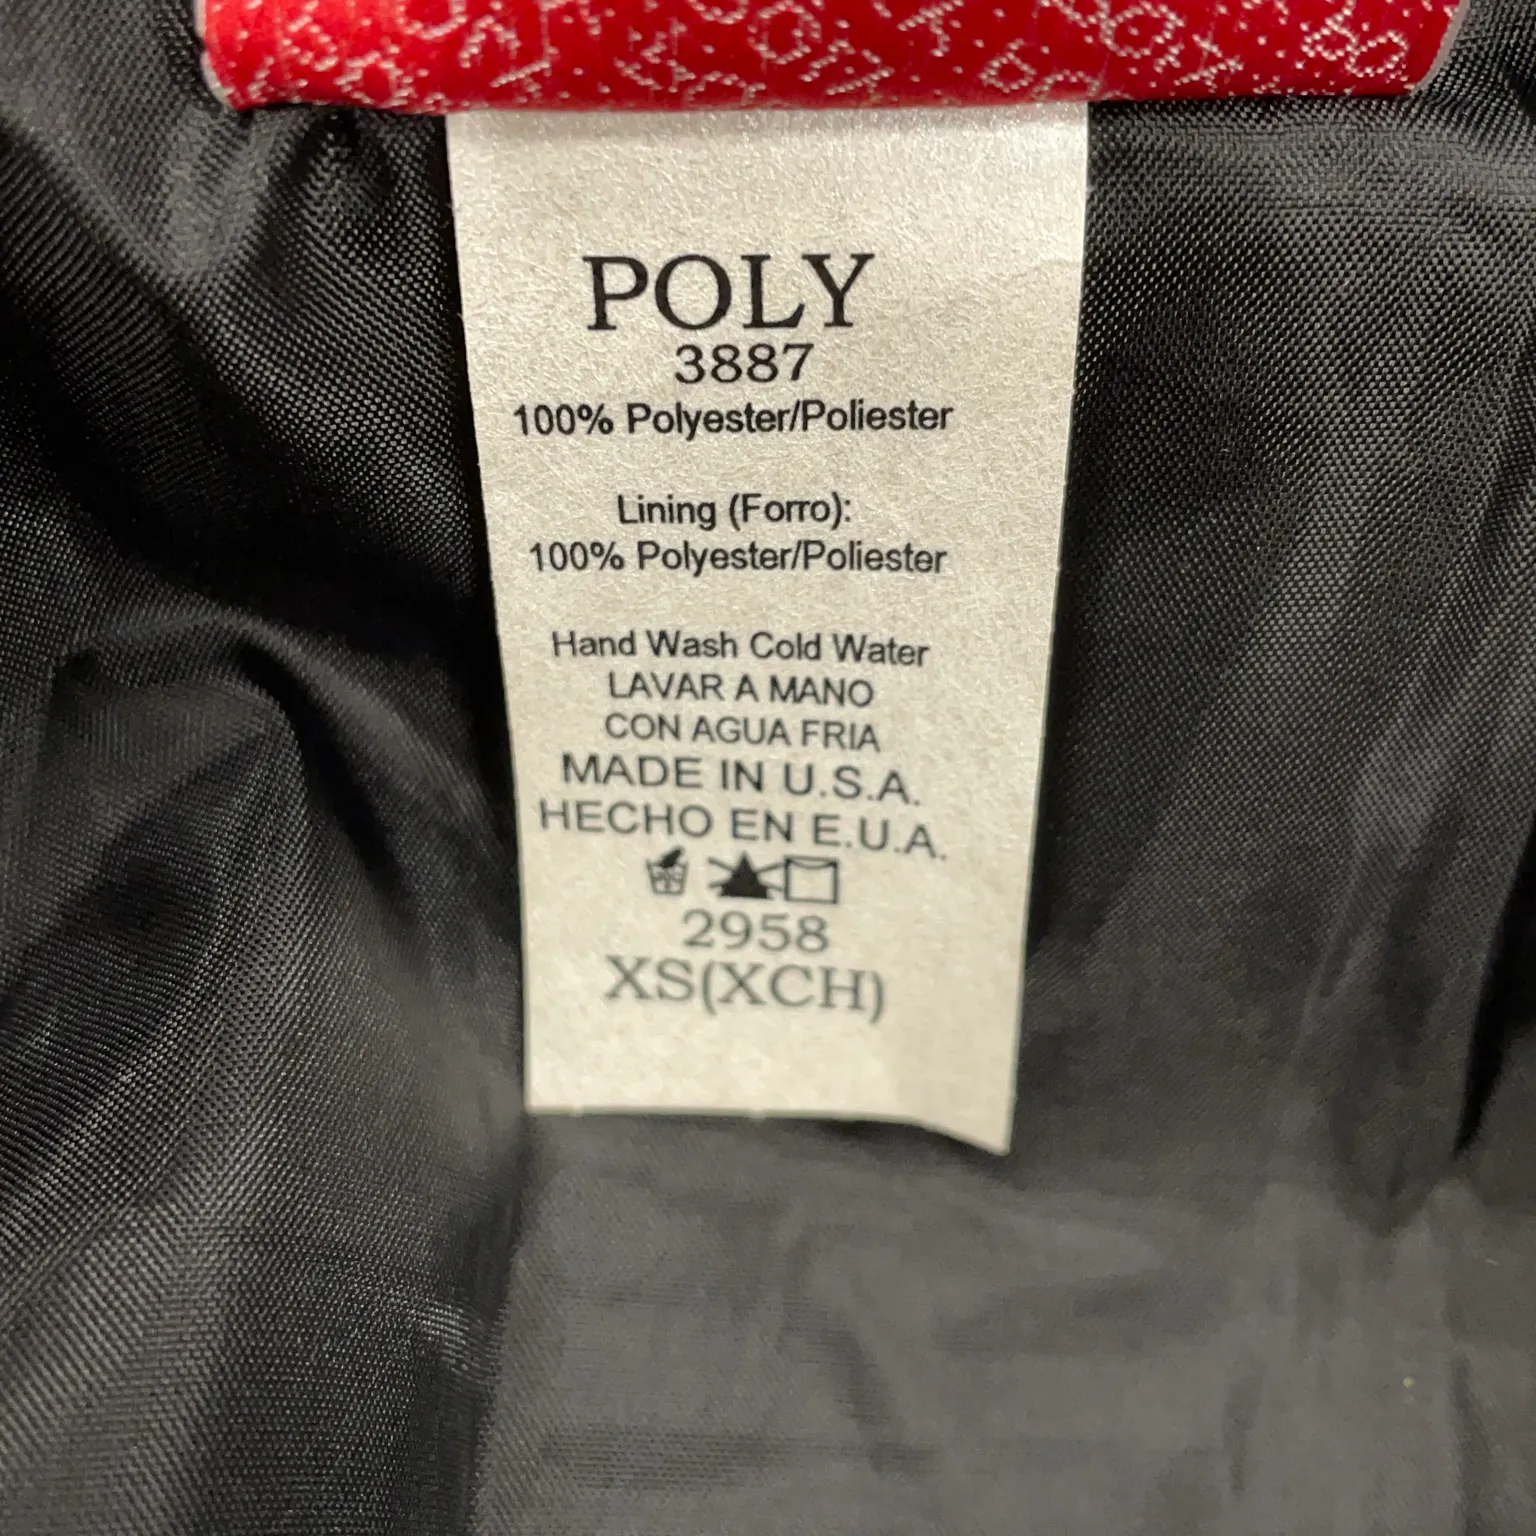 POLY
3887
100% Polyester/Poliester
Lining (Forro):
100% Polyester/Poliester
Hand Wash Cold Water
LAVAR A MANO
CON AGUA FRIA
MADE IN U.S.A.
HECHO EN E.U.A.
2958
XS(XCH)